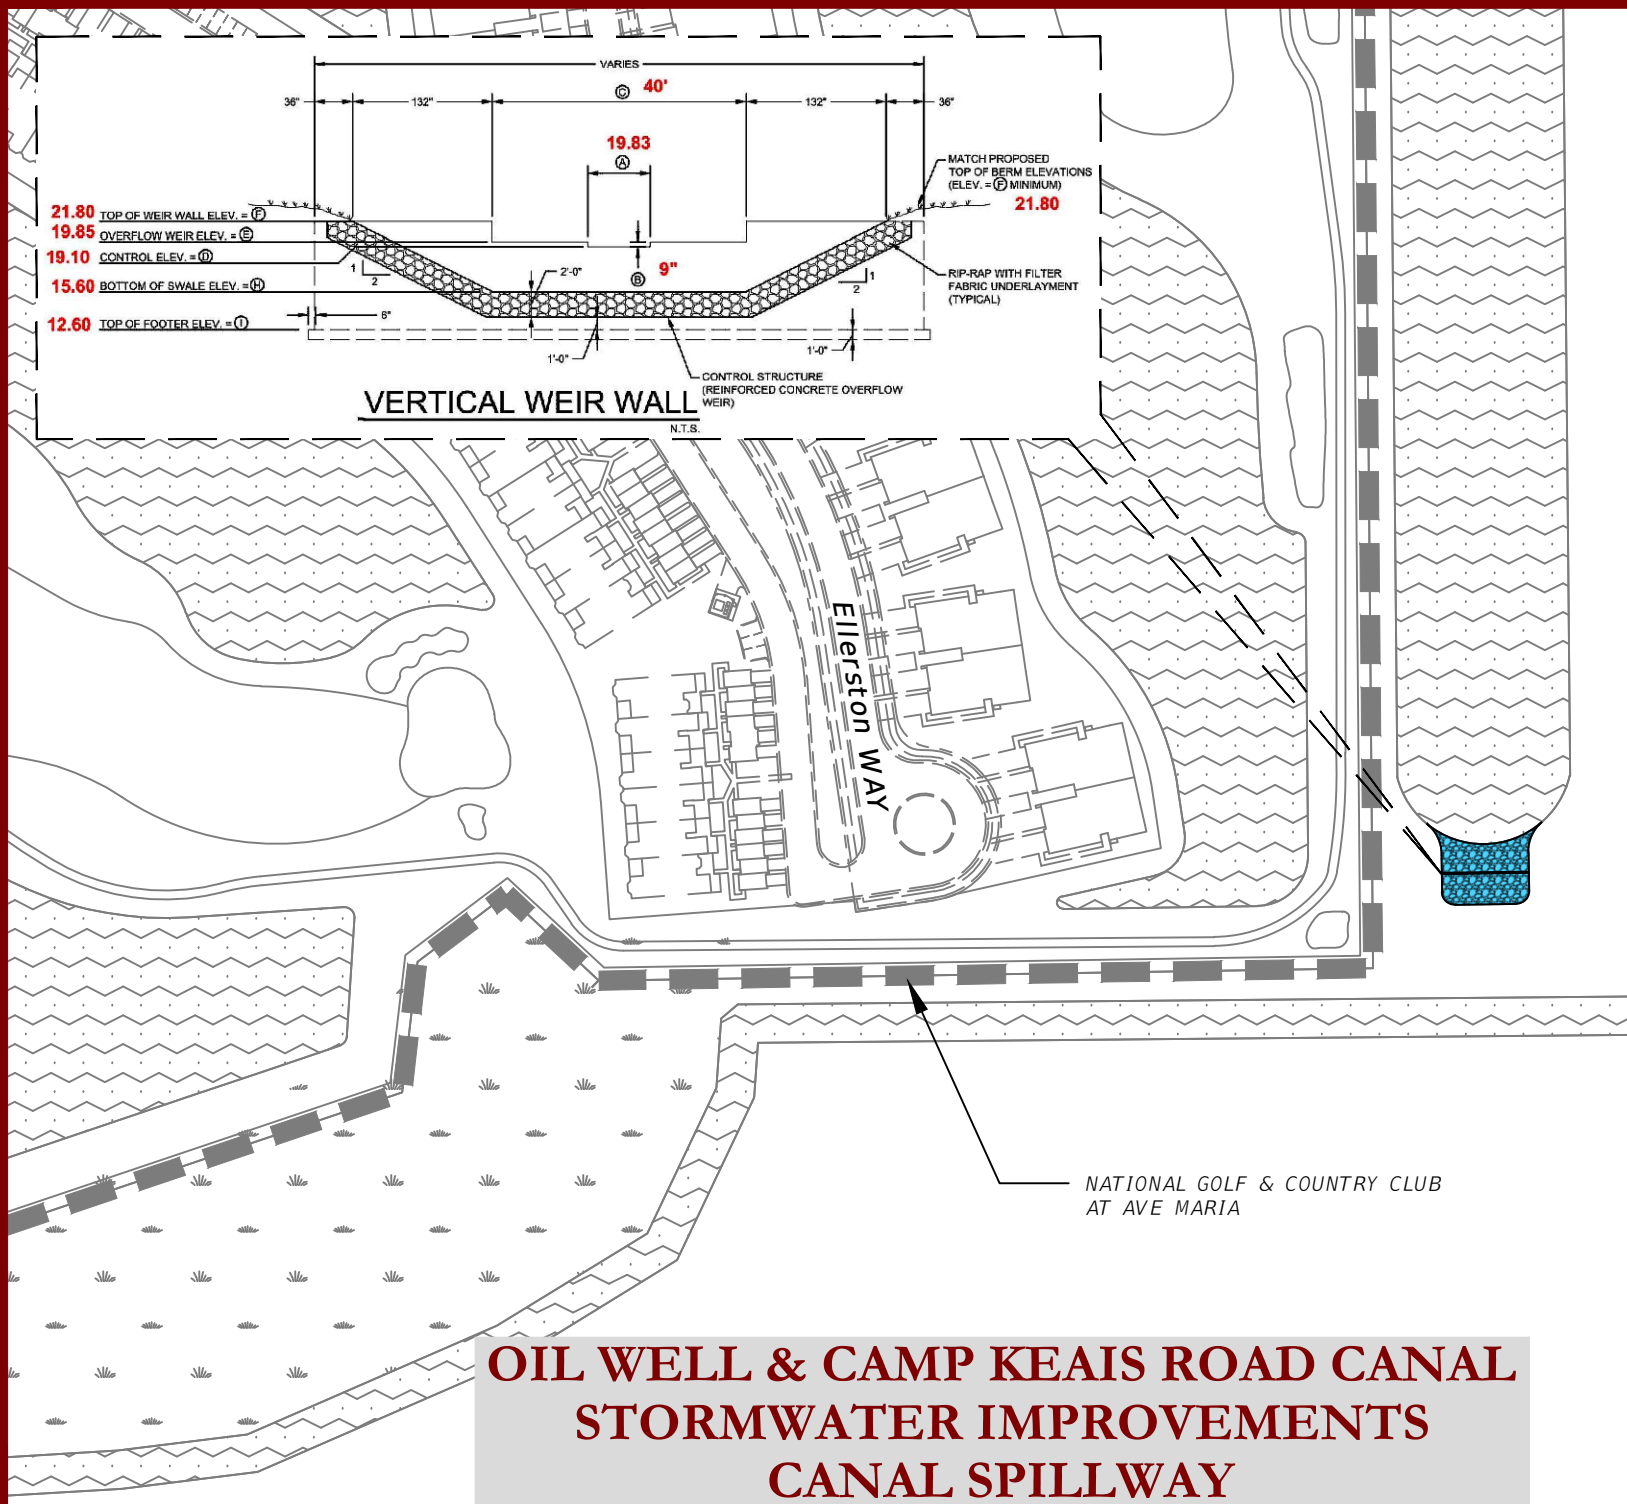 VARIES
36"
132"
Ⓒ 40'
132"
36"
19.83
Ⓐ
MATCH PROPOSED
TOP OF BERM ELEVATIONS
(ELEV. = Ⓕ MINIMUM)
21.80
21.80 TOP OF WEIR WALL ELEV. = Ⓕ
19.85 OVERFLOW WEIR ELEV. = Ⓔ
19.10 CONTROL ELEV. = Ⓓ
15.60 BOTTOM OF SWALE ELEV. = Ⓗ
12.60 TOP OF FOOTER ELEV. = Ⓘ
1
2
2'-0"
Ⓑ 9"
1
2
RIP-RAP WITH FILTER
FABRIC UNDERLAYMENT
(TYPICAL)
6"
1'-0"
1'-0"
CONTROL STRUCTURE
(REINFORCED CONCRETE OVERFLOW
WEIR)
VERTICAL WEIR WALL
N.T.S.
Ellerston WAY
NATIONAL GOLF & COUNTRY CLUB
AT AVE MARIA
OIL WELL & CAMP KEAIS ROAD CANAL
STORMWATER IMPROVEMENTS
CANAL SPILLWAY